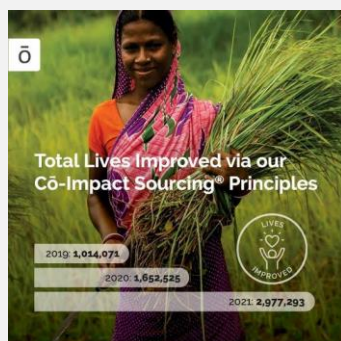 ō
Total Lives Improved via our
Cō-Impact Sourcing® Principles
LIVES
IMPROVED
2019: 1,014,071
2020: 1,652,525
2021: 2,977,293